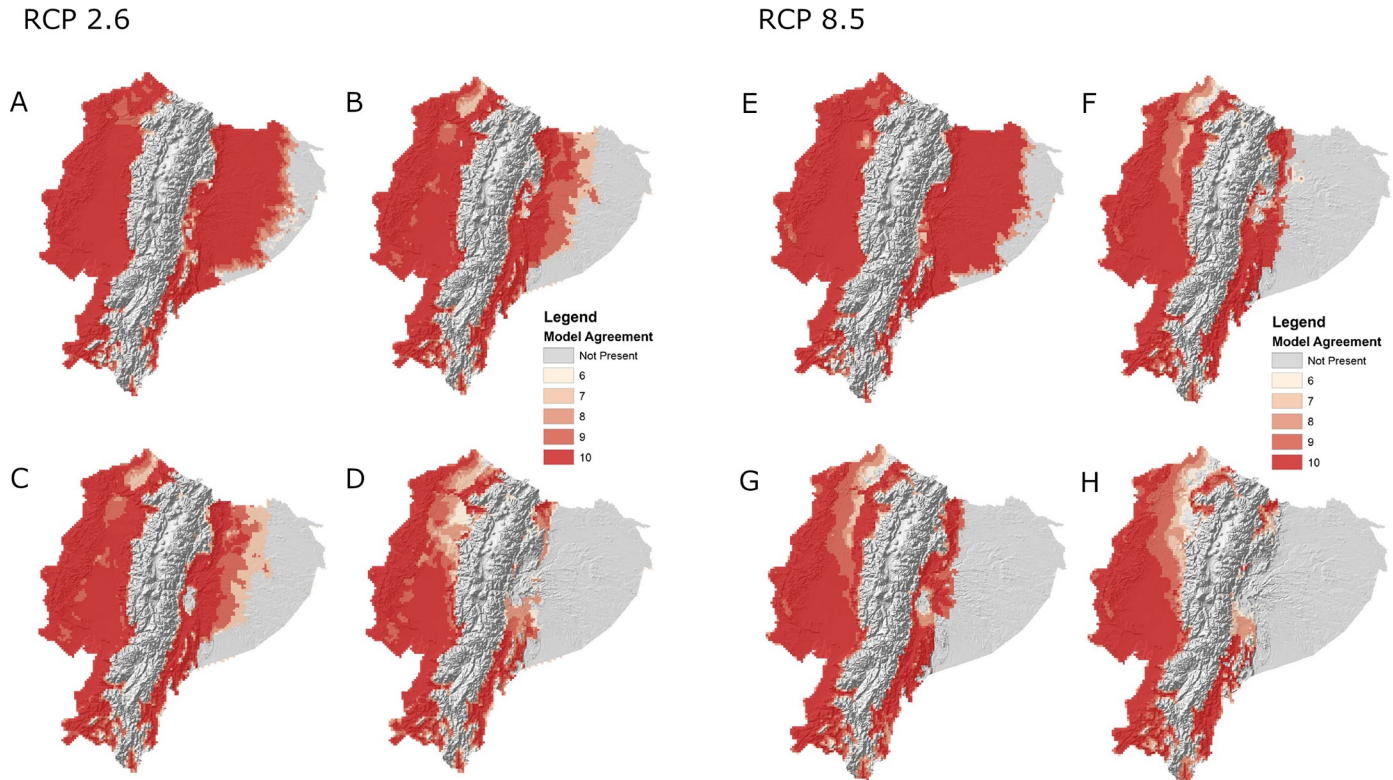 RCP 2.6
RCP 8.5
A
B
E
F
Legend
Model Agreement
Not Present
6
7
8
9
10
Legend
Model Agreement
Not Present
6
7
8
9
10
C
D
G
H